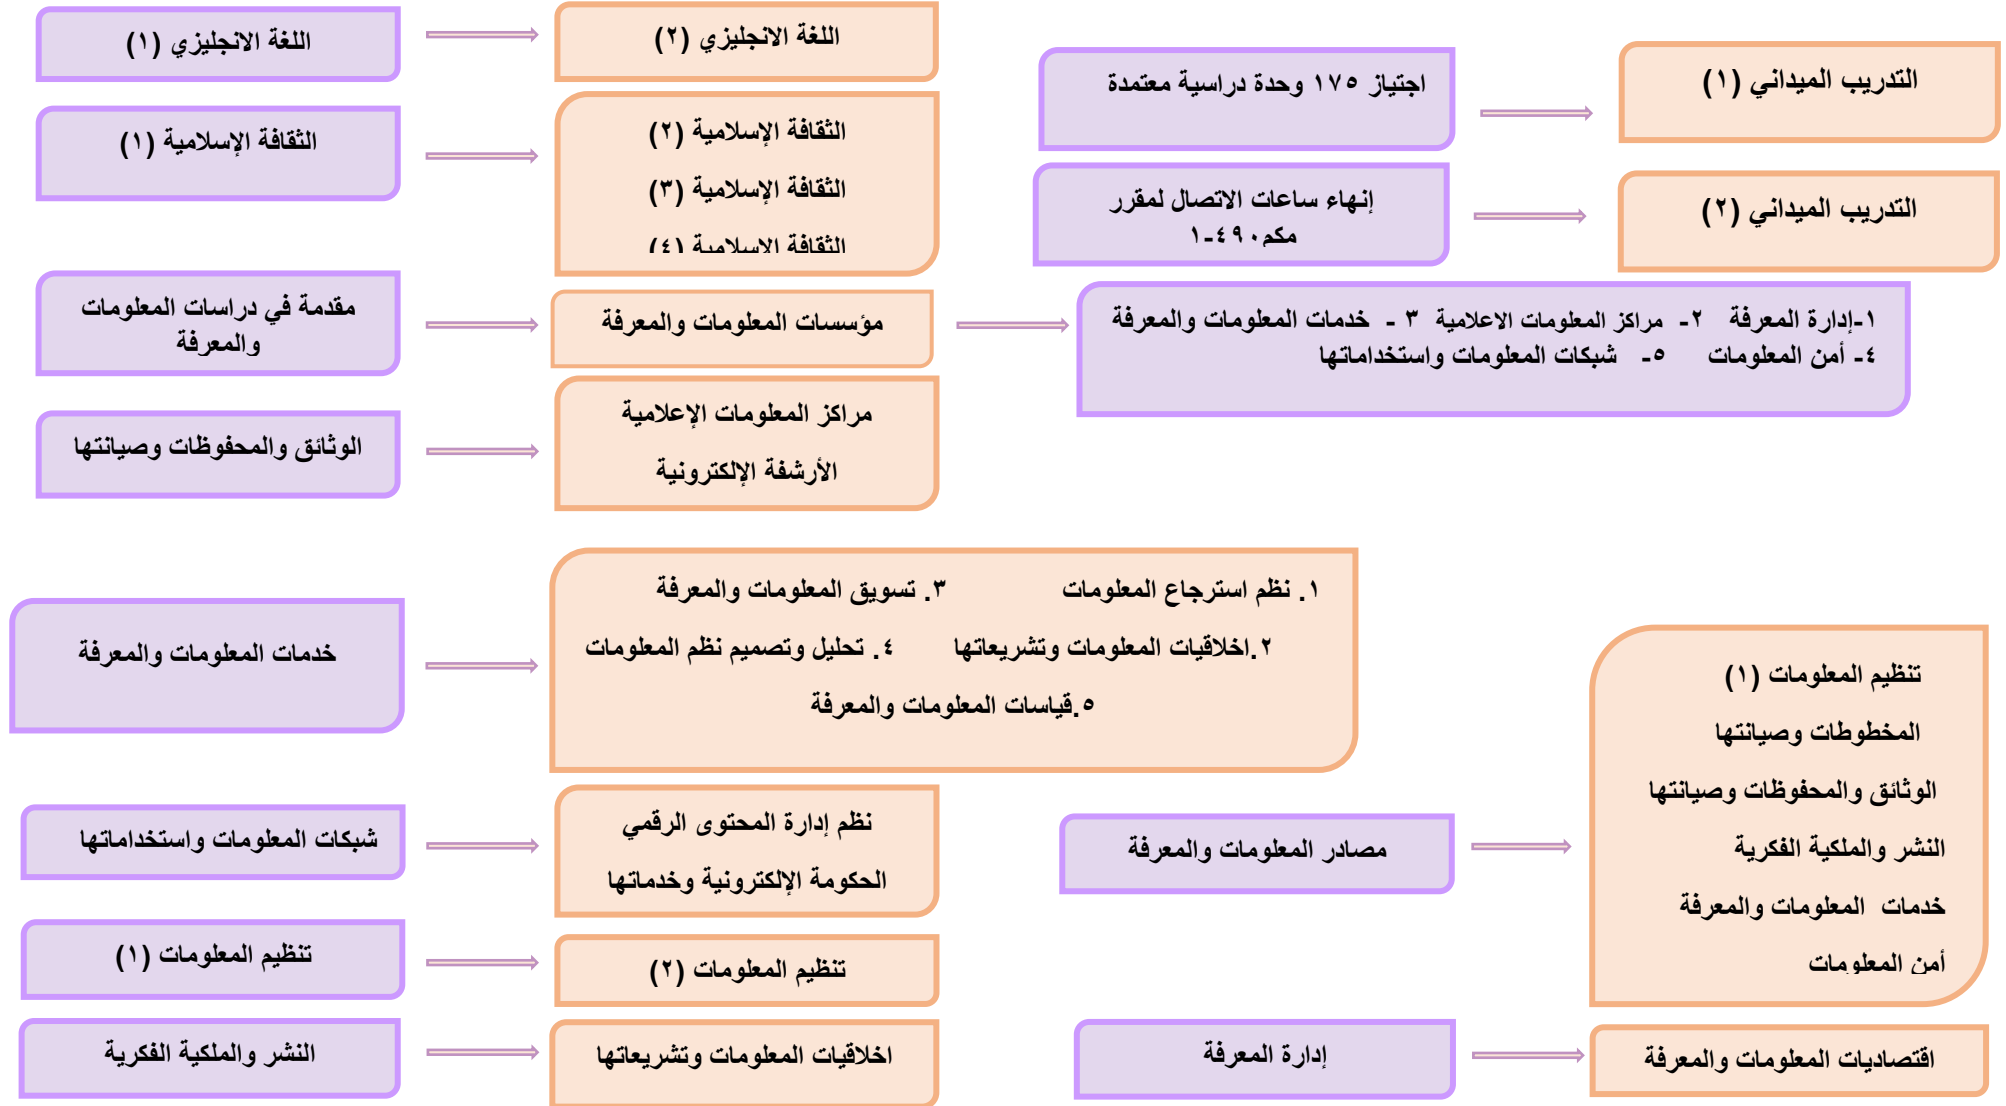 اللغة الانجليزي (١)
اللغة الانجليزي (٢)
اجتياز ١٧٥ وحدة دراسية معتمدة
التدريب الميداني (١)
الثقافة الإسلامية (١)
الثقافة الإسلامية (٢)
الثقافة الإسلامية (٣)
الثقافة الإسلامية (٤)
إنهاء ساعات الاتصال لمقرر
مكم٤٩٠-١
التدريب الميداني (٢)
مقدمة في دراسات المعلومات
والمعرفة
مؤسسات المعلومات والمعرفة
١-إدارة المعرفة ٢- مراكز المعلومات الاعلامية ٣ - خدمات المعلومات والمعرفة
٤- أمن المعلومات ٥- شبكات المعلومات واستخداماتها
الوثائق والمحفوظات وصيانتها
مراكز المعلومات الإعلامية
الأرشفة الإلكترونية
خدمات المعلومات والمعرفة
١. نظم استرجاع المعلومات ٣. تسويق المعلومات والمعرفة
٢.اخلاقيات المعلومات وتشريعاتها ٤. تحليل وتصميم نظم المعلومات
٥.قياسات المعلومات والمعرفة
شبكات المعلومات واستخداماتها
نظم إدارة المحتوى الرقمي
الحكومة الإلكترونية وخدماتها
مصادر المعلومات والمعرفة
تنظيم المعلومات (١)
المخطوطات وصيانتها
الوثائق والمحفوظات وصيانتها
النشر والملكية الفكرية
خدمات المعلومات والمعرفة
أمن المعلومات
تنظيم المعلومات (١)
تنظيم المعلومات (٢)
النشر والملكية الفكرية
اخلاقيات المعلومات وتشريعاتها
إدارة المعرفة
اقتصاديات المعلومات والمعرفة